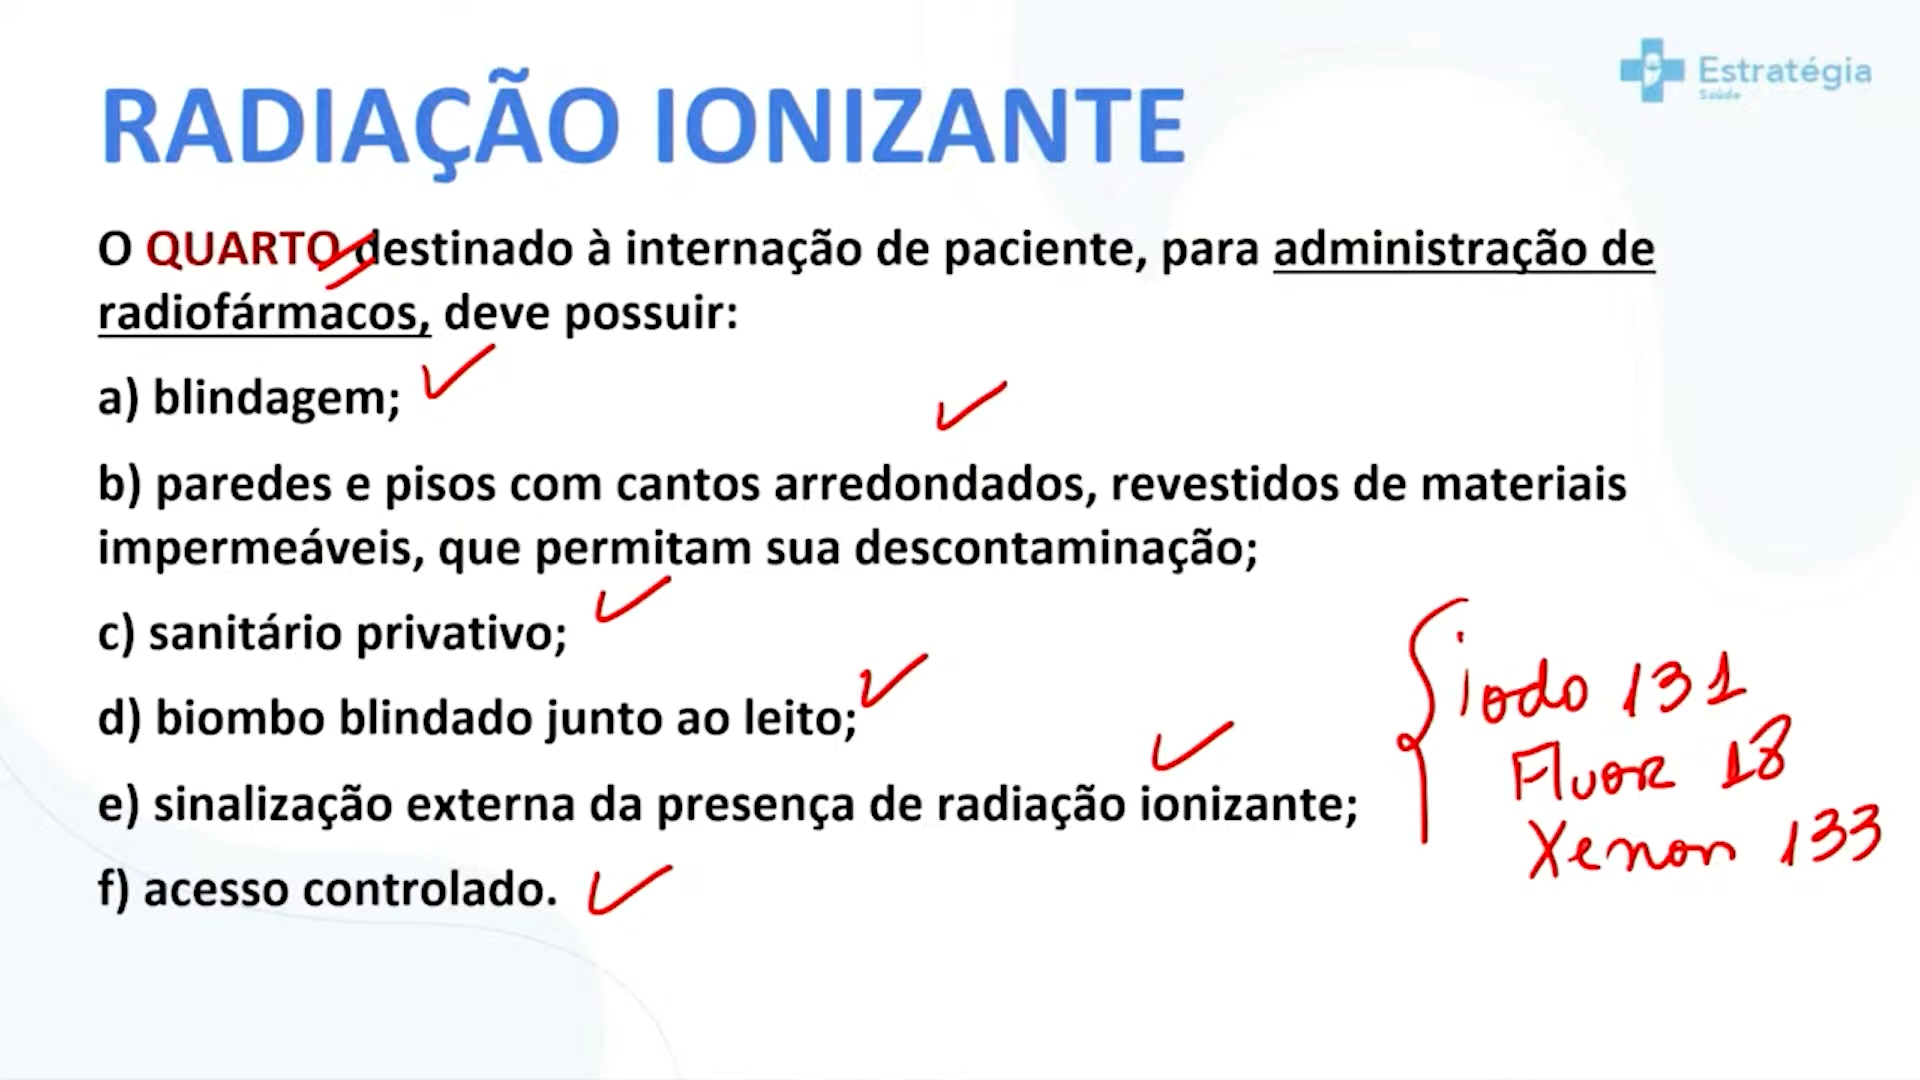 Estratégia
Saúde
RADIAÇÃO IONIZANTE
O QUARTO destinado à internação de paciente, para administração de
radiofármacos, deve possuir:
a) blindagem;
b) paredes e pisos com cantos arredondados, revestidos de materiais
impermeáveis, que permitam sua descontaminação;
c) sanitário privativo;
d) biombo blindado junto ao leito;
e) sinalização externa da presença de radiação ionizante;
f) acesso controlado.
iodo 131
Fluor 18
Xenon 133